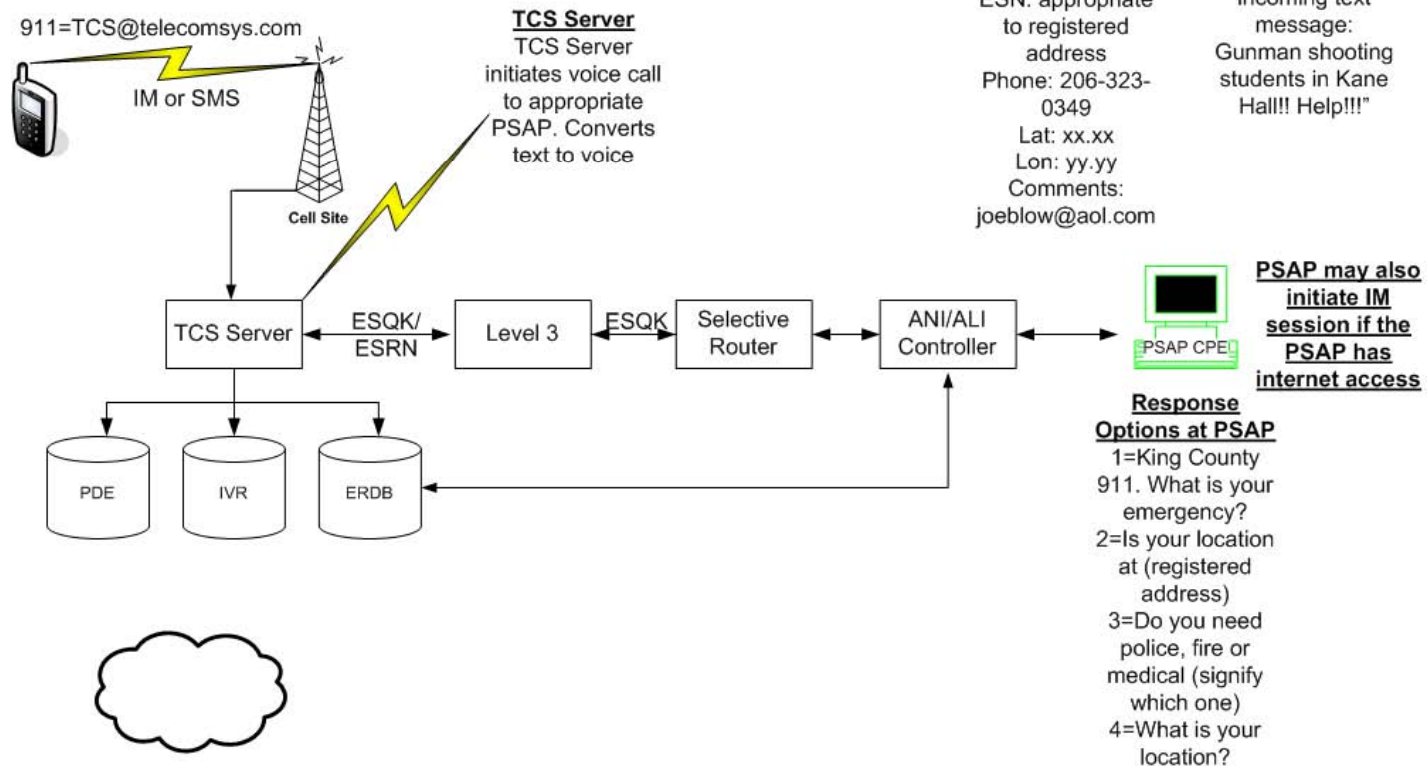 911=TCS@telecomsys.com
IM or SMS
Cell Site
TCS Server
TCS Server
initiates voice call
to appropriate
PSAP. Converts
text to voice
ESN: appropriate
to registered
address
Phone: 206-323-
0349
Lat: xx.xx
Lon: yy.yy
Comments:
joeblow@aol.com
Incoming text
message:
Gunman shooting
students in Kane
Hall!! Help!!!"
TCS Server
ESQK/
ESRN
Level 3
ESQK
Selective
Router
ANI/ALI
Controller
PSAP CPE
PSAP may also
initiate IM
session if the
PSAP has
internet access
PDE
IVR
ERDB
Response
Options at PSAP
1=King County
911. What is your
emergency?
2=Is your location
at (registered
address)
3=Do you need
police, fire or
medical (signify
which one)
4=What is your
location?